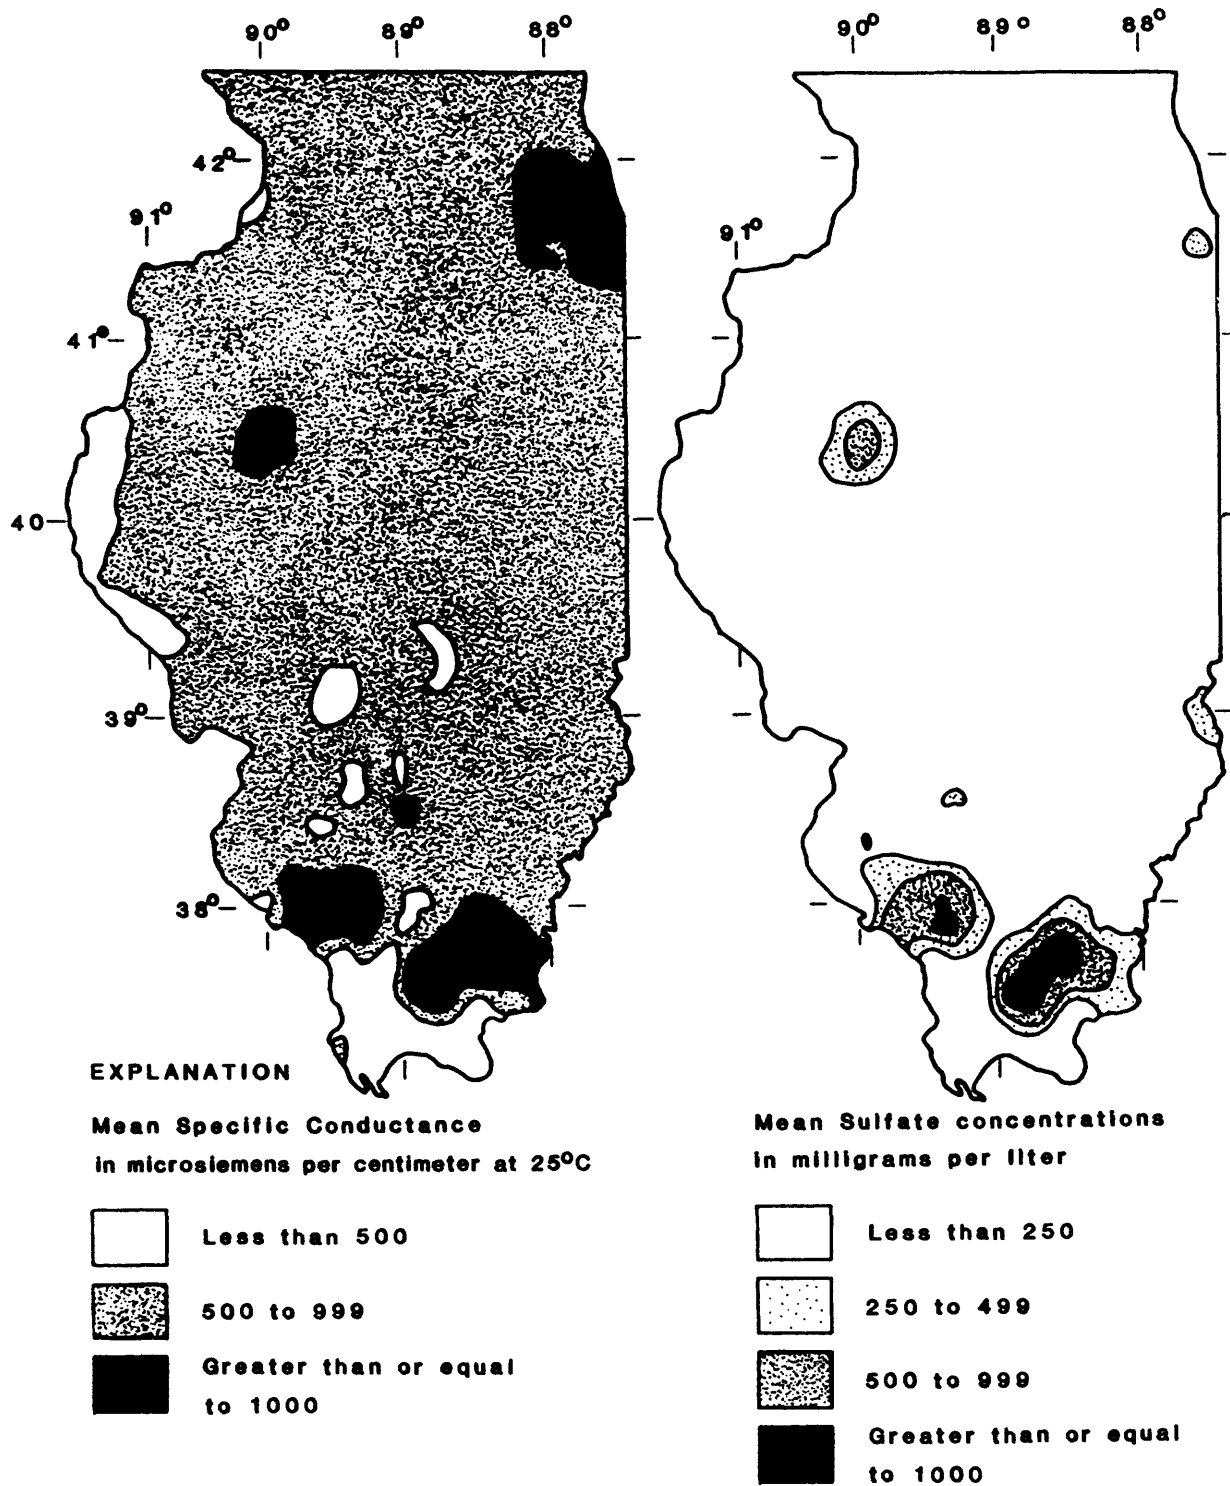 90° 89° 88°
90° 89° 88°
42°
91°
91°
41°
40
39°
38°
EXPLANATION
Mean Specific Conductance
in microsiemens per centimeter at 25°C
Less than 500
500 to 999
Greater than or equal
to 1000
Mean Sulfate concentrations
in milligrams per liter
Less than 250
250 to 499
500 to 999
Greater than or equal
to 1000